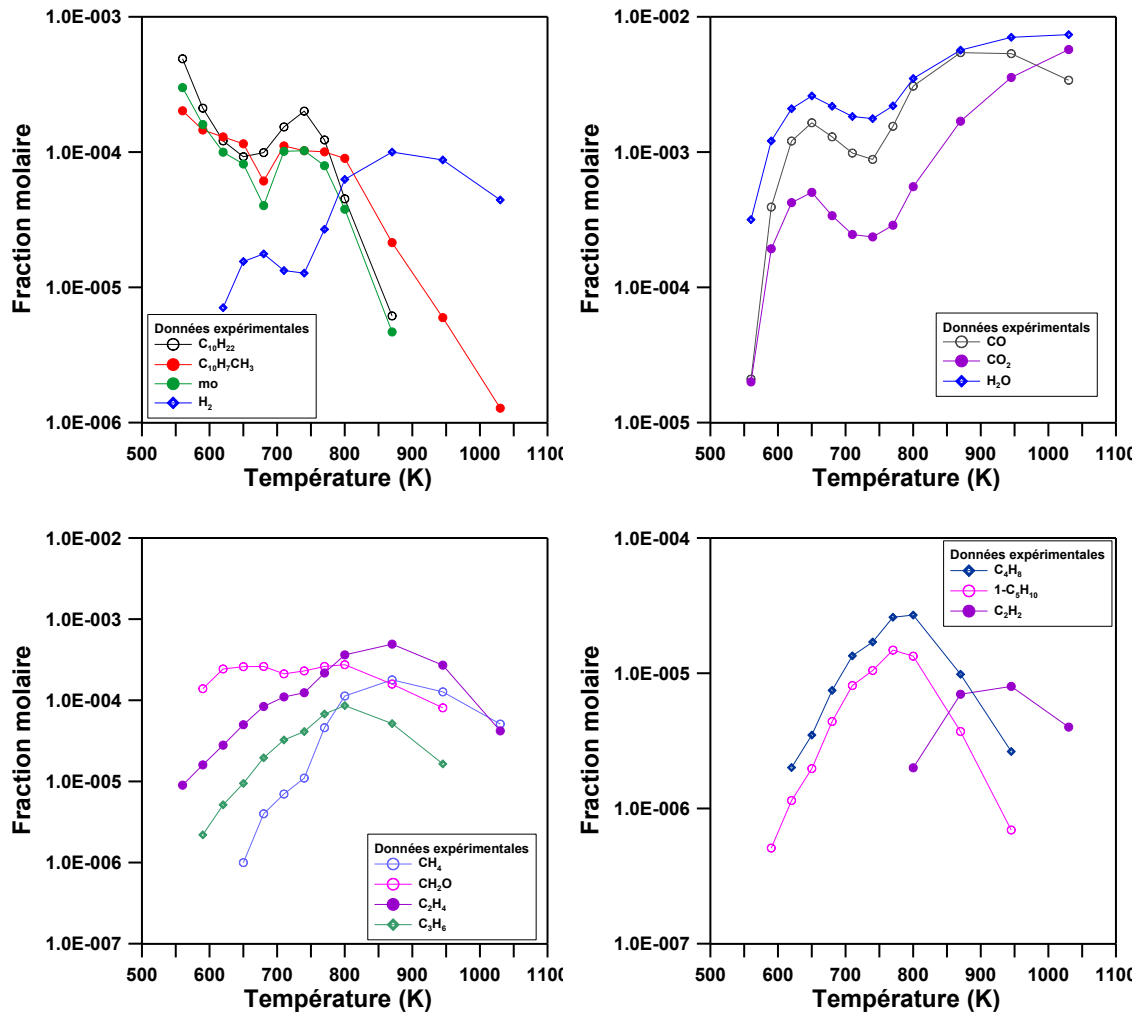 1.0E-003
1.0E-004
1.0E-005
1.0E-006
Fraction molaire
Données expérimentales
C₁₀H₂₂
C₁₀H₇CH₃
mo
H₂
500 600 700 800 900 1000 1100
Température (K)
1.0E-002
1.0E-003
1.0E-004
1.0E-005
Fraction molaire
Données expérimentals
CO
CO₂
H₂O
500 600 700 800 900 1000 110
Température (K)
1.0E-002
1.0E-003
1.0E-004
1.0E-005
1.0E-006
1.0E-007
Fraction molaire
Données expérimentales
CH₄
CH₂O
C₂H₄
C₃H₆
500 600 700 800 900 1000 1100
Température (K)
1.0E-004
1.0E-005
1.0E-006
1.0E-007
Fraction molaire
Données expérimentales
C₄H₈
1-C₅H₁₀
C₂H₂
500 600 700 800 900 1000 110
Température (K)